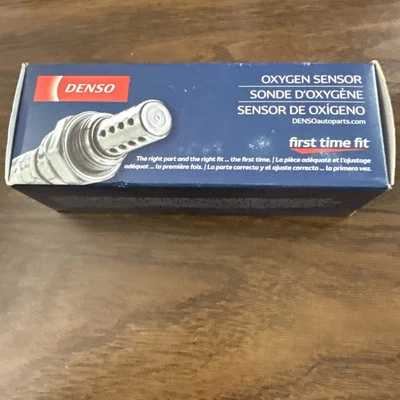 DENSO
OXYGEN SENSOR
SONDE D'OXYGÈNE
SENSOR DE OXÍGENO
DENSOautoparts.com
first time fit
The right part and the right fit ... the first time. / La pièce adéquate et l'ajustage
adéquat ... la première fois. / La parte correcta y el ajuste correcto ... la primera vez.